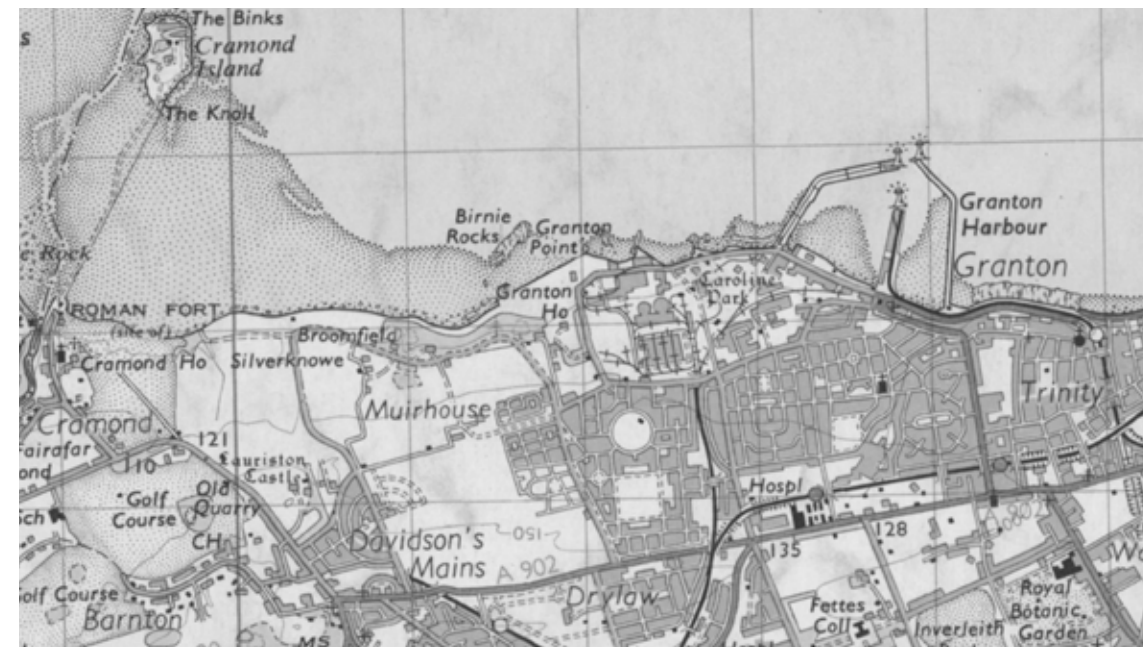 The Binks
Cramond
Island
The Knoll
Birnie
Rocks
Granton
Point
Granton
Harbour
Granton
Rock
ROMAN FORT
(site of)
Granton
Ho
Caroline
Park
Broomfield
Cramond Ho
Silverknowe
Muirhouse
Trinity
Cramond
121
110
Lauriston
Castle
Golf
Course
Old
Quarry
CH
Hospl
Davidson's
Mains
150
A 902
128
135
A 902
Golf Course
Barnton
Drylaw
Fettes
Coll
Inverleith
Royal
Botanic
Garden
MS